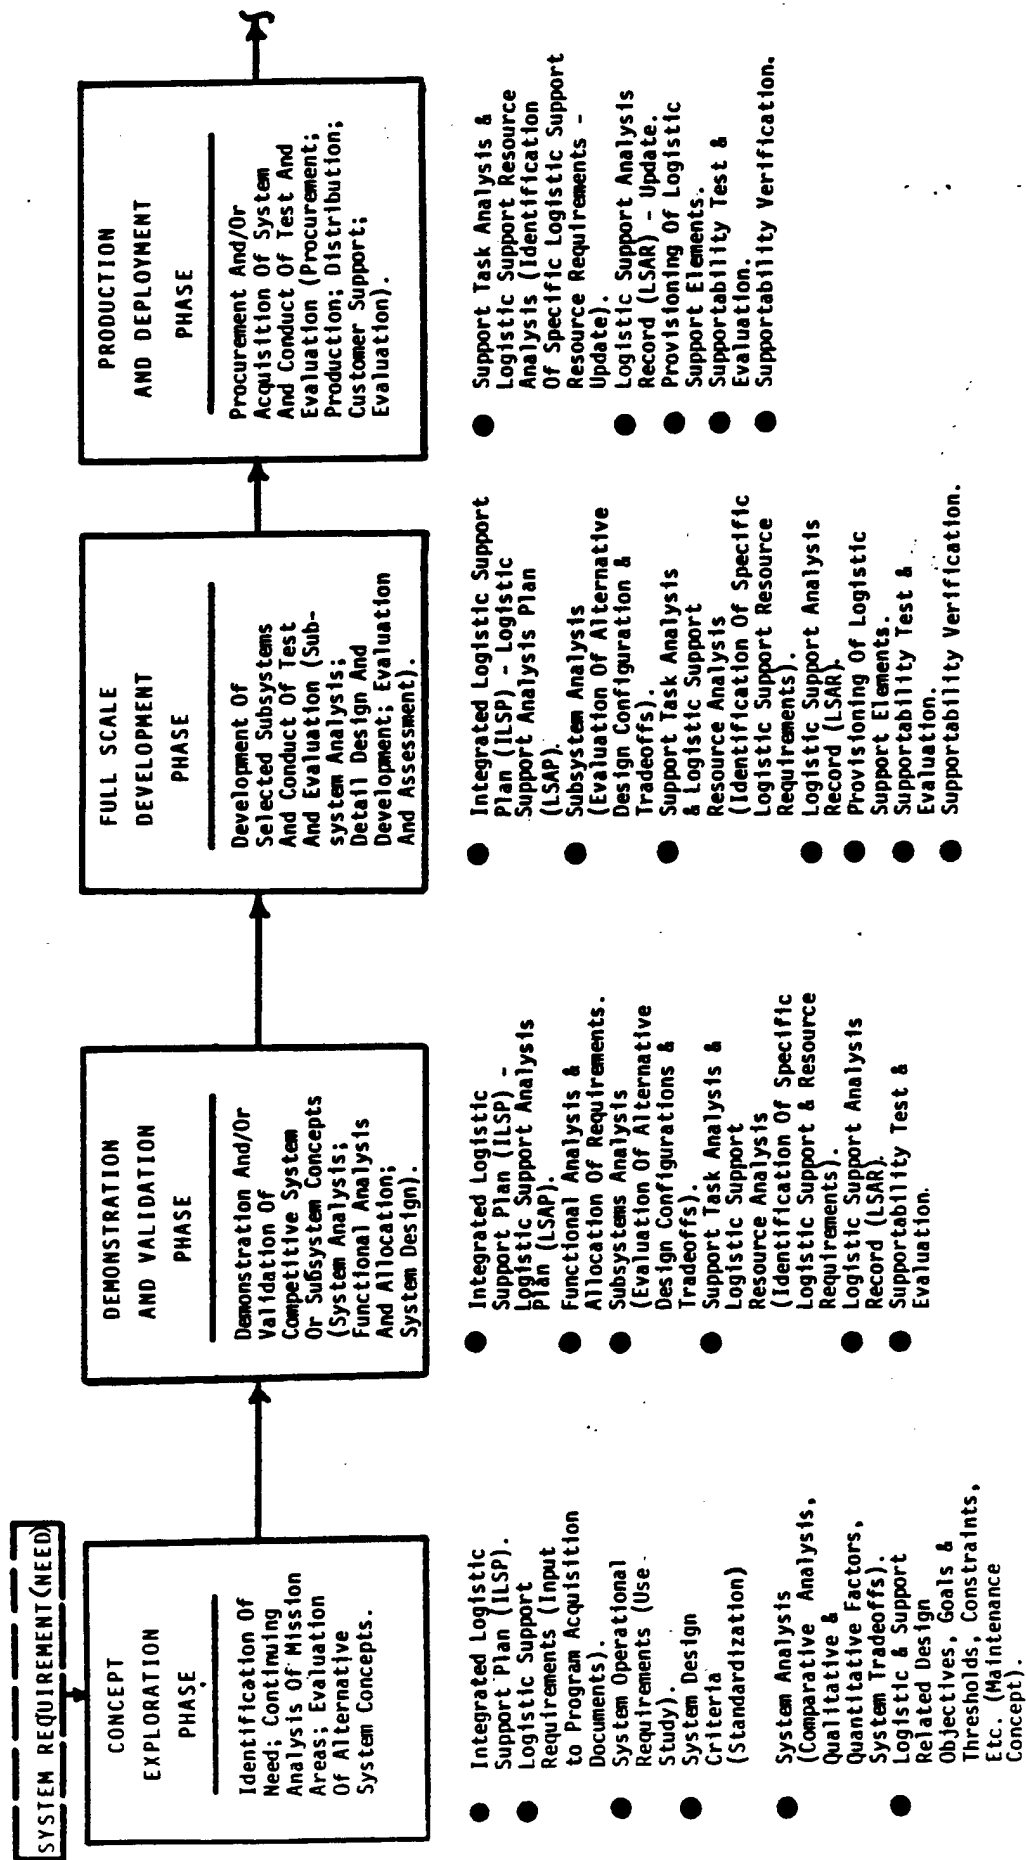 SYSTEM REQUIREMENT(NEED)
CONCEPT
EXPLORATION
PHASE
Identification Of
Need; Continuing
Analysis Of Mission
Areas; Evaluation
Of Alternative
System Concepts.
Integrated Logistic
Support Plan (ILSP).
Logistic Support
Requirements (Input
to Program Acquisition
Documents).
System Operational
Requirements (Use
Study).
System Design
Criteria
(Standardization)
System Analysis
(Comparative Analysis,
Qualitative &
Quantitative Factors,
System Tradeoffs).
Logistic & Support
Related Design
Objectives, Goals &
Thresholds, Constraints,
Etc. (Maintenance
Concept).
DEMONSTRATION
AND VALIDATION
PHASE
Demonstration And/Or
Validation Of
Competitive System
Or Subsystem Concepts
(System Analysis;
Functional Analysis
And Allocation;
System Design).
Integrated Logistic
Support Plan (ILSP) -
Logistic Support Analysis
Plan (LSAP).
Functional Analysis &
Allocation Of Requirements.
Subsystems Analysis
(Evaluation Of Alternative
Design Configurations &
Tradeoffs).
Support Task Analysis &
Logistic Support
Resource Analysis
(Identification Of Specific
Logistic Support & Resource
Requirements).
Logistic Support Analysis
Record (LSAR).
Supportability Test &
Evaluation.
FULL SCALE
DEVELOPMENT
PHASE
Development Of
Selected Subsystems
And Conduct Of Test
And Evaluation (Sub-
system Analysis;
Detail Design And
Development; Evaluation
And Assessment).
Integrated Logistic Support
Plan (ILSP) - Logistic
Support Analysis Plan
(LSAP).
Subsystem Analysis
(Evaluation Of Alternative
Design Configuration &
Tradeoffs).
Support Task Analysis
& Logistic Support
Resource Analysis
(Identification Of Specific
Logistic Support Resource
Requirements).
Logistic Support Analysis
Record (LSAR).
Provisioning Of Logistic
Support Elements.
Supportability Test &
Evaluation.
Supportability Verification.
PRODUCTION
AND DEPLOYMENT
PHASE
Procurement And/Or
Acquisition Of System
And Conduct Of Test And
Evaluation (Procurement;
Production; Distribution;
Customer Support;
Evaluation).
Support Task Analysis &
Logistic Support Resource
Analysis (Identification
Of Specific Logistic Support
Resource Requirements -
Update).
Logistic Support Analysis
Record (LSAR) - Update.
Provisioning Of Logistic
Support Elements.
Supportability Test &
Evaluation.
Supportability Verification.